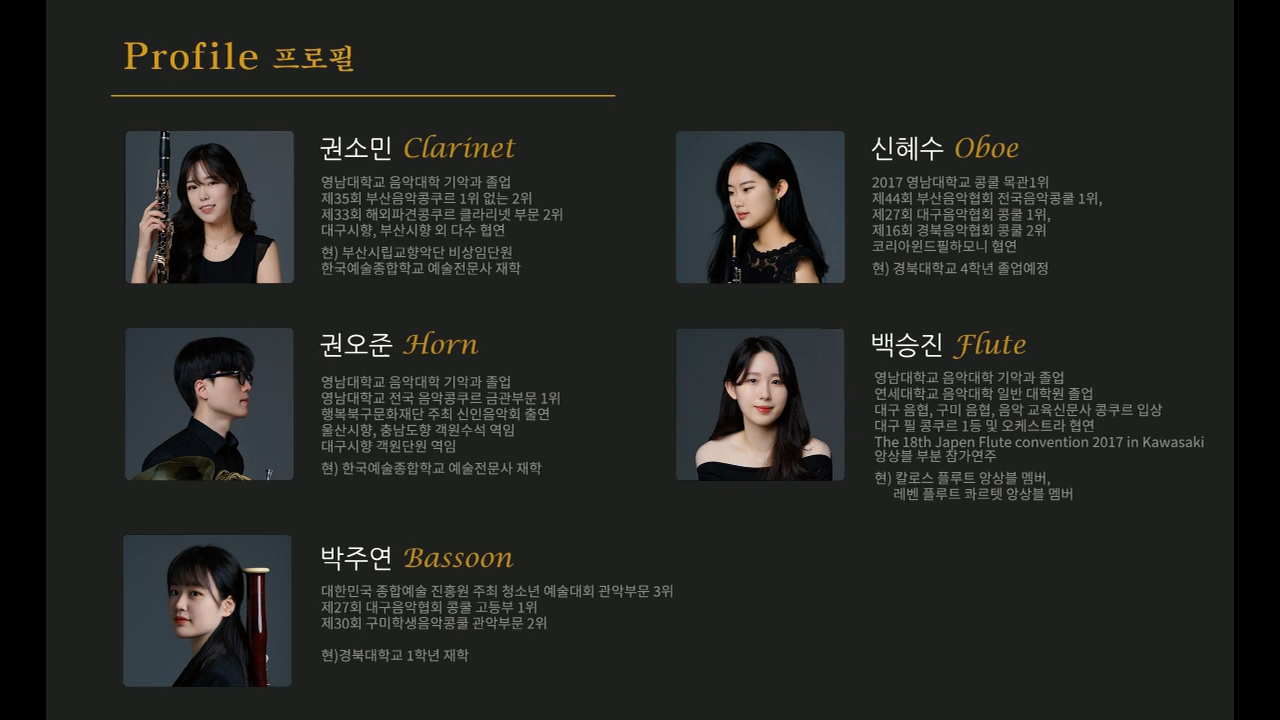 Profile 프로필
권소민 Clarinet
영남대학교 음악대학 기악과 졸업
제35회 부산음악콩쿠르 1위 없는 2위
제33회 해외파견콩쿠르 클라리넷 부문 2위
대구시향, 부산시향 외 다수 협연
현) 부산시립교향악단 비상임단원
한국예술종합학교 예술전문사 재학
신혜수 Oboe
2017 영남대학교 콩쿨 목관1위
제44회 부산음악협회 전국음악콩쿨 1위,
제27회 대구음악협회 콩쿨 1위,
제16회 경북음악협회 콩쿨 2위
코리아윈드필하모니 협연
현) 경북대학교 4학년 졸업예정
권오준 Horn
영남대학교 음악대학 기악과 졸업
영남대학교 전국 음악콩쿠르 금관부문 1위
행복북구문화재단 주최 신인음악회 출연
울산시향, 충남도향 객원수석 역임
대구시향 객원단원 역임
현) 한국예술종합학교 예술전문사 재학
백승진 Flute
영남대학교 음악대학 기악과 졸업
연세대학교 음악대학 일반 대학원 졸업
대구 음협, 구미 음협, 음악 교육신문사 콩쿠르 입상
대구 필 콩쿠르 1등 및 오케스트라 협연
The 18th Japen Flute convention 2017 in Kawasaki
앙상블 부분 참가연주
현) 칼로스 플루트 앙상블 멤버,
레벤 플루트 콰르텟 앙상블 멤버
박주연 Bassoon
대한민국 종합예술 진흥원 주최 청소년 예술대회 관악부문 3위
제27회 대구음악협회 콩쿨 고등부 1위
제30회 구미학생음악콩쿨 관악부문 2위
현)경북대학교 1학년 재학